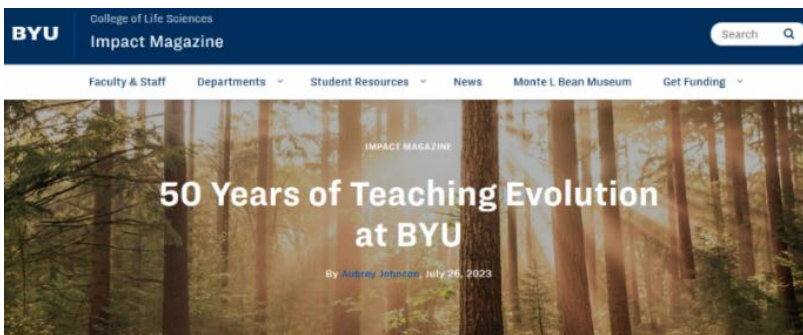 BYU
College of Life Sciences
Impact Magazine
Search
Faculty & Staff Departments Student Resources News Monte L Bean Museum Get Funding
IMPACT MAGAZINE
50 Years of Teaching Evolution
at BYU
By Aubrey Johnson, July 26, 2023